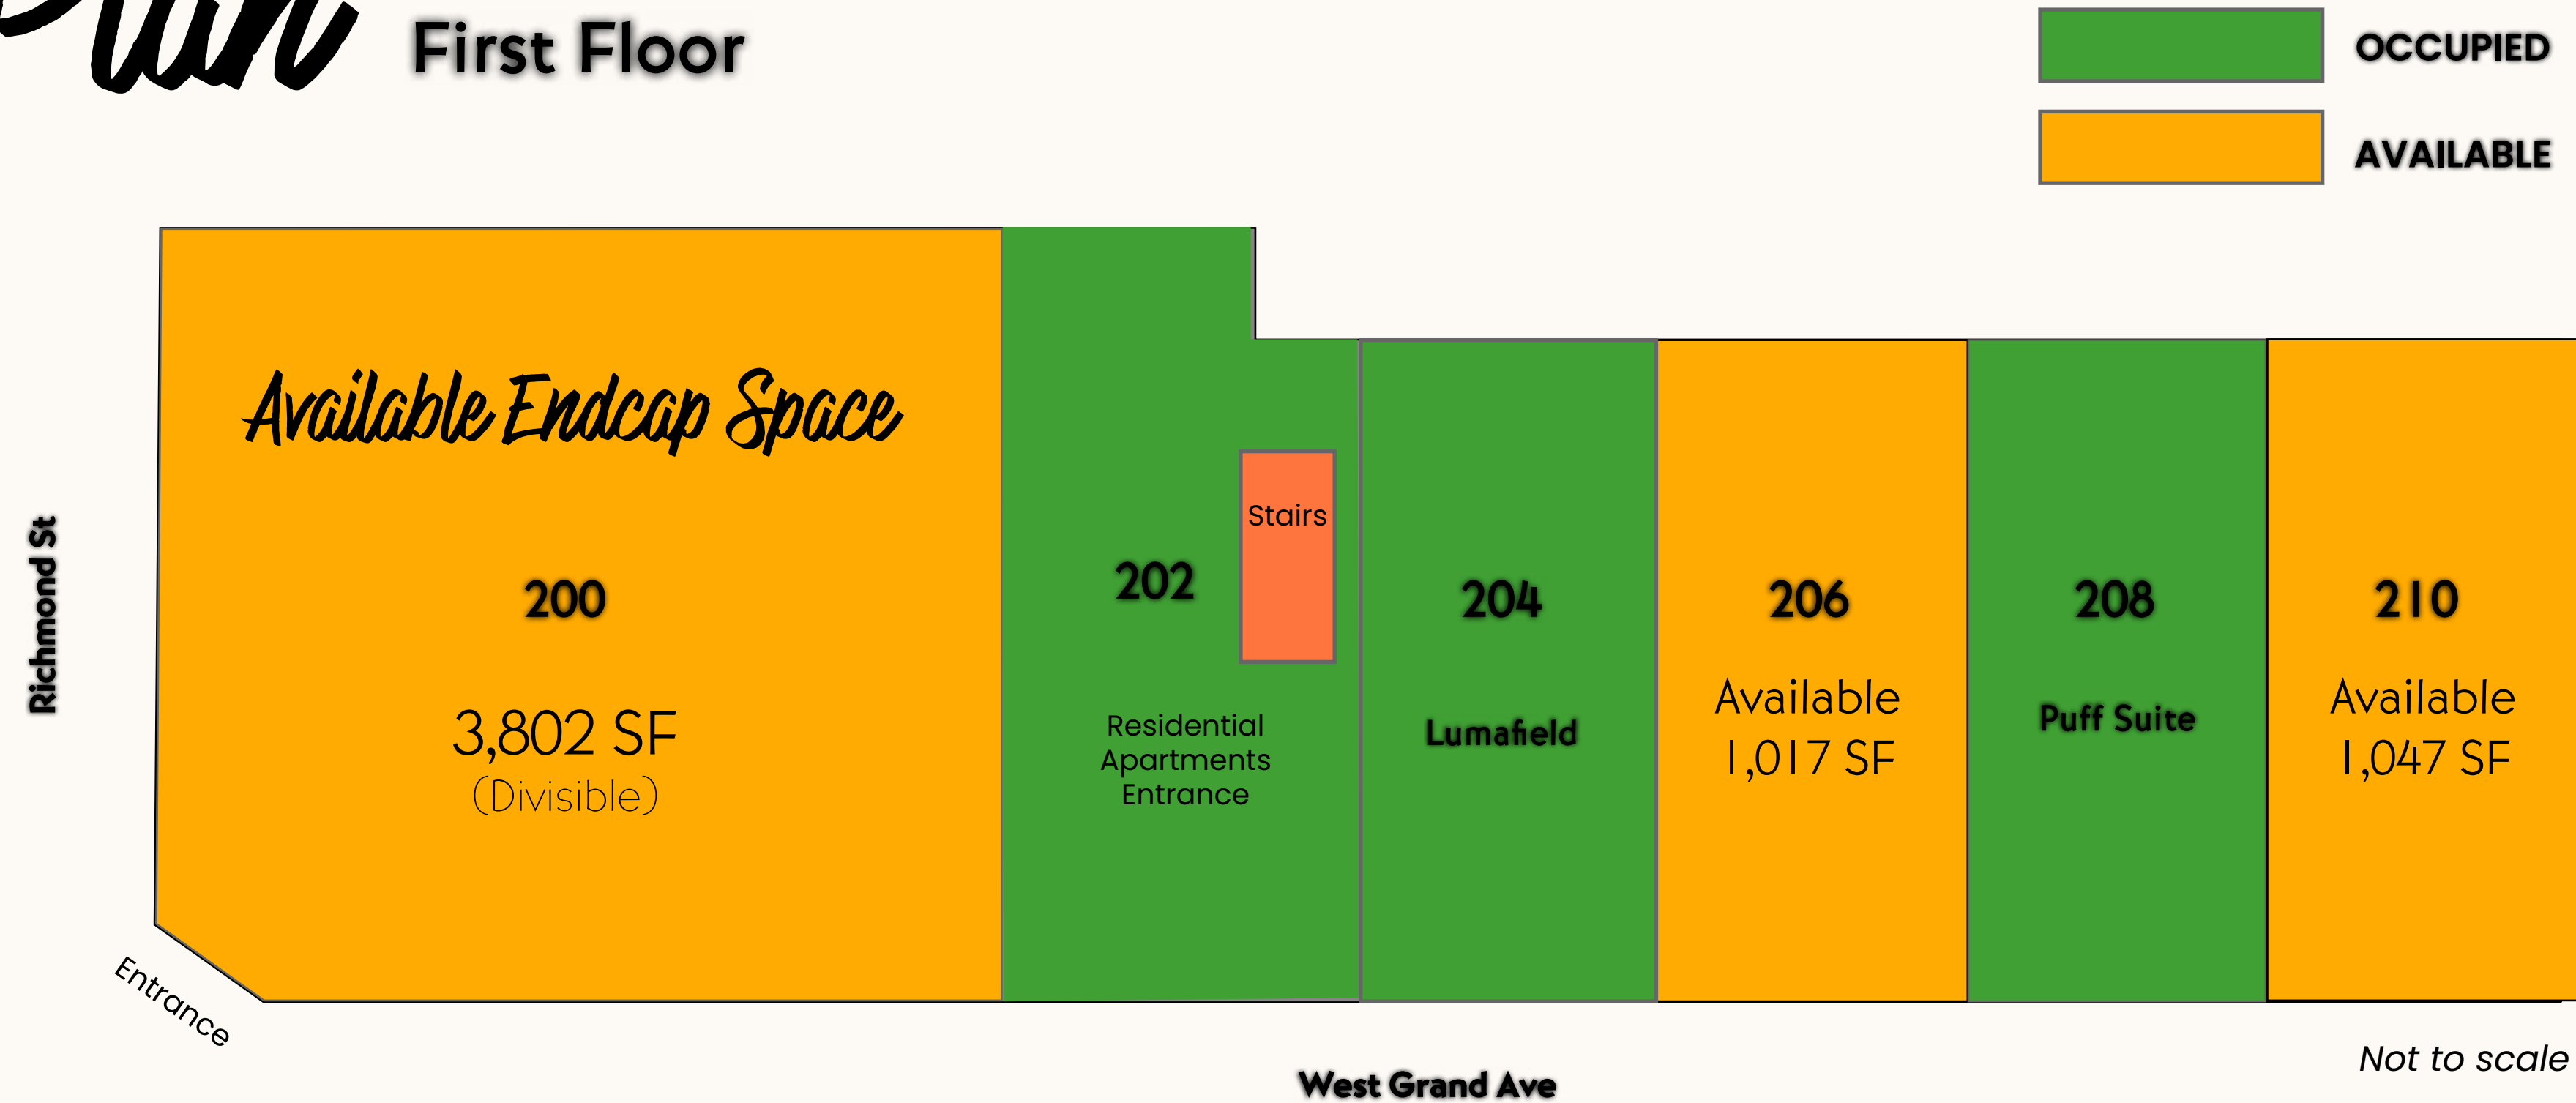 First Floor
OCCUPIED
AVAILABLE
Available Endcap Space
Richmond St
200
3,802 SF
(Divisible)
Stairs
202
Residential
Apartments
Entrance
204
Lumafield
206
Available
1,017 SF
208
Puff Suite
210
Available
1,047 SF
Entrance
Not to scale
West Grand Ave